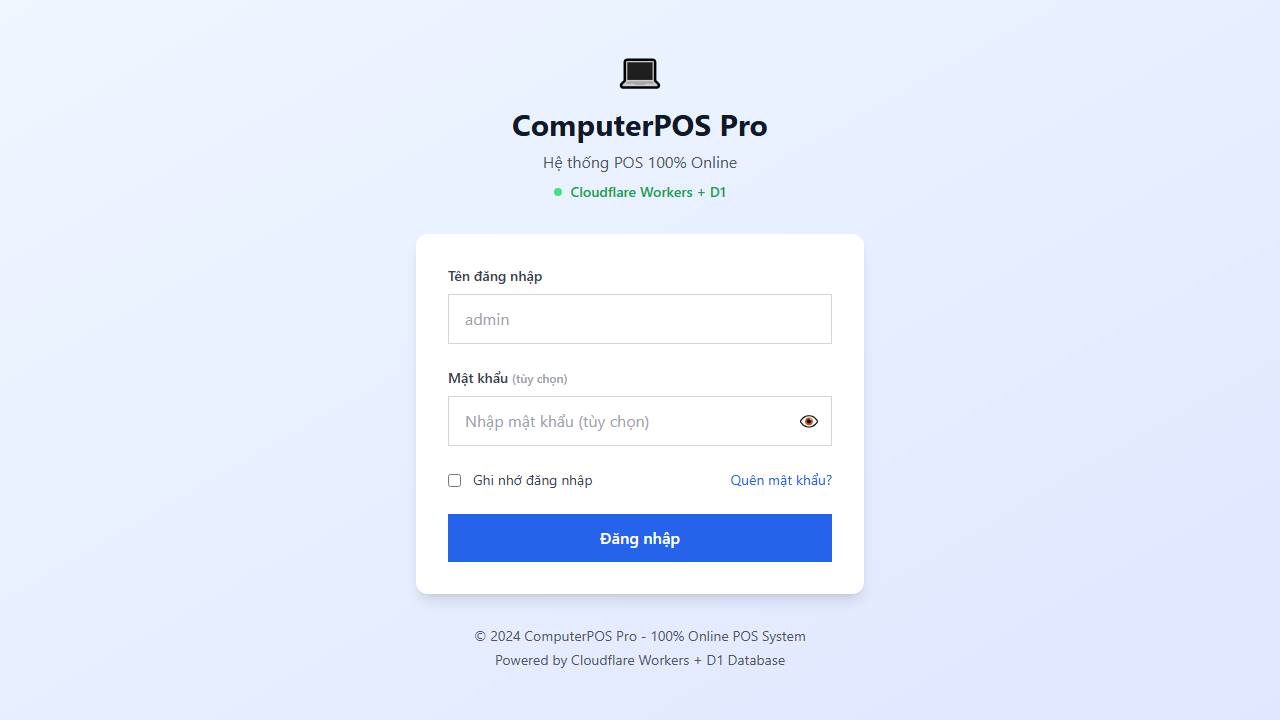 ComputerPOS Pro
Hệ thống POS 100% Online
Cloudflare Workers + D1
Tên đăng nhập
admin
Mật khẩu (tùy chọn)
Nhập mật khẩu (tùy chọn)
Ghi nhớ đăng nhập Quên mật khẩu?
Đăng nhập
© 2024 ComputerPOS Pro - 100% Online POS System
Powered by Cloudflare Workers + D1 Database